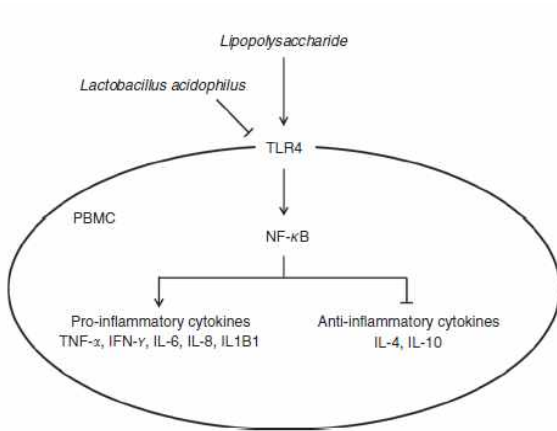 Lipopolysaccharide
Lactobacillus acidophilus
TLR4
PBMC
NF-κB
Pro-inflammatory cytokines
TNF-α, IFN-γ, IL-6, IL-8, IL1B1
Anti-inflammatory cytokines
IL-4, IL-10